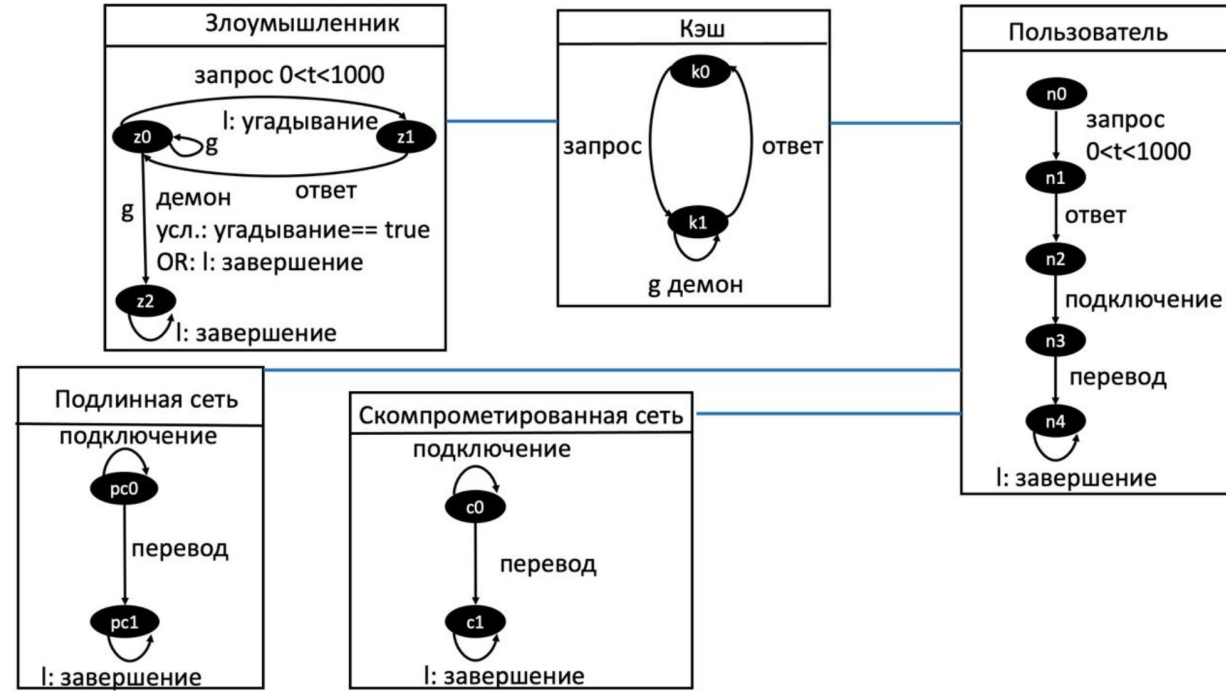 Злоумышленник
запрос 0<t<1000
l: угадывание
z0
z1
g
ответ
g
демон
усл.: угадывание== true
OR: l: завершение
z2
l: завершение
Кэш
k0
запрос
ответ
k1
g демон
Пользователь
n0
запрос
0<t<1000
n1
ответ
n2
подключение
n3
перевод
n4
l: завершение
Подлинная сеть
подключение
pc0
перевод
pc1
l: завершение
Скомпрометированная сеть
подключение
c0
перевод
c1
l: завершение